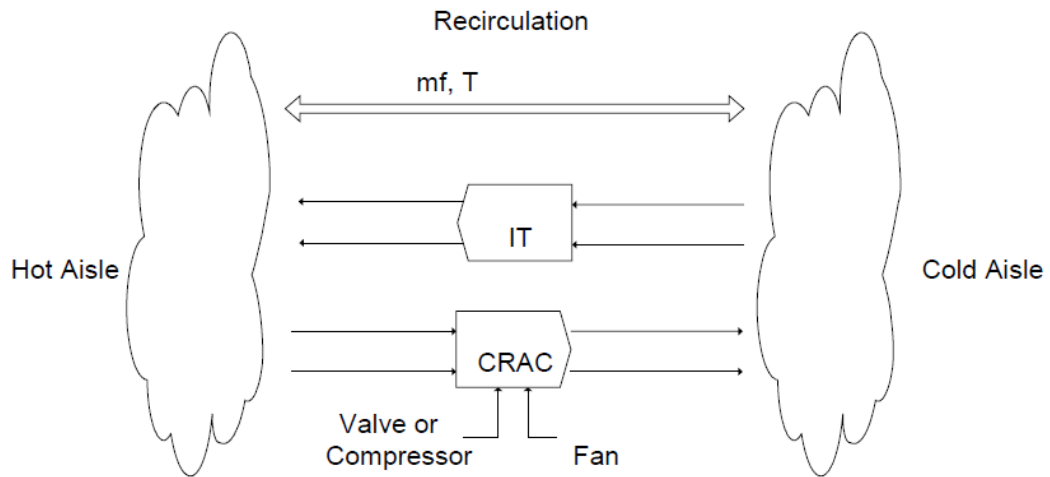 Recirculation
mf, T
IT
Hot Aisle
Cold Aisle
CRAC
Valve or
Compressor
Fan